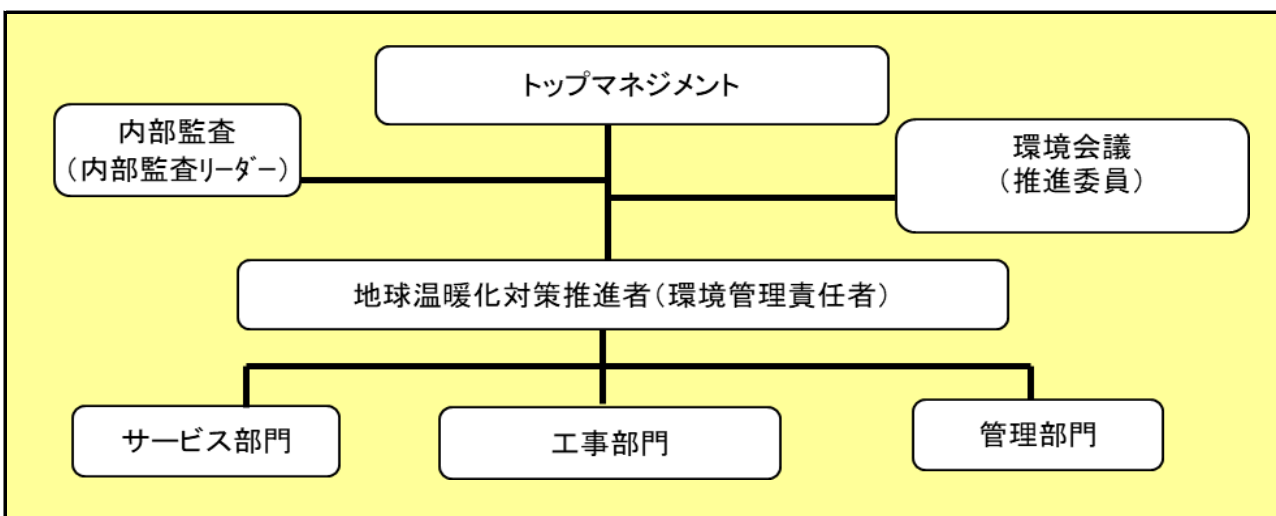 トップマネジメント
内部監査
（内部監査ﾘｰﾀﾞｰ）
環境会議
（推進委員）
地球温暖化対策推進者（環境管理責任者）
サービス部門
工事部門
管理部門